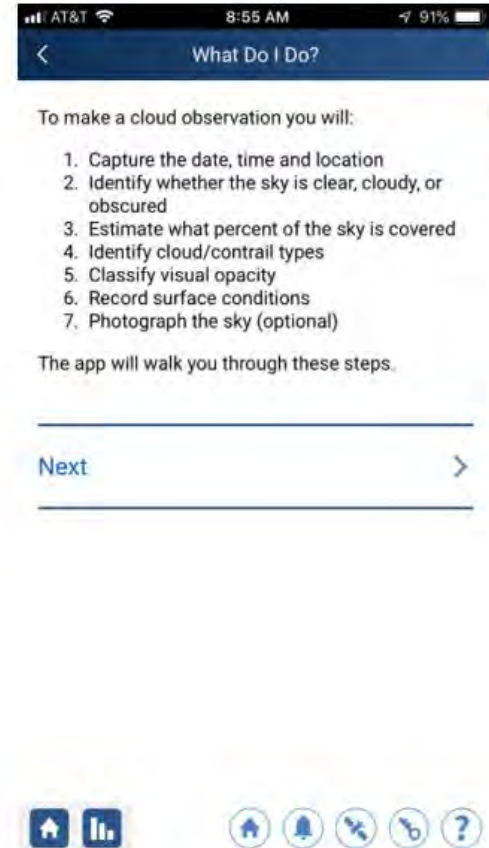 AT&T 8:55 AM 91%
What Do I Do?
To make a cloud observation you will:
1. Capture the date, time and location
2. Identify whether the sky is clear, cloudy, or
obscured
3. Estimate what percent of the sky is covered
4. Identify cloud/contrail types
5. Classify visual opacity
6. Record surface conditions
7. Photograph the sky (optional)
The app will walk you through these steps.
Next
?